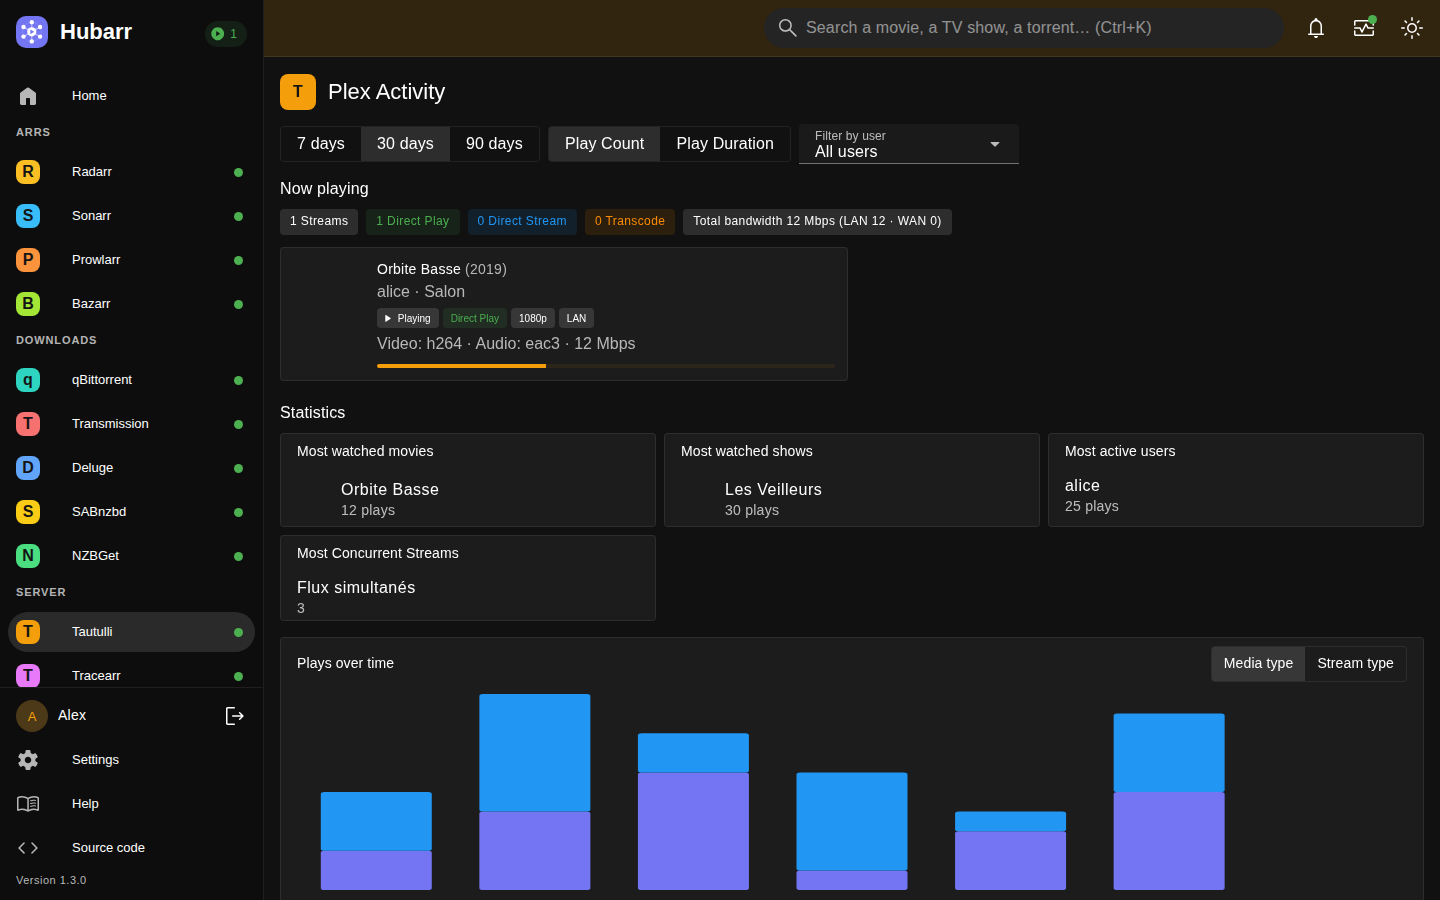 Hubarr
1
Search a movie, a TV show, a torrent… (Ctrl+K)
Home
ARRS
R Radarr
S Sonarr
P Prowlarr
B Bazarr
DOWNLOADS
q qBittorrent
T Transmission
D Deluge
S SABnzbd
N NZBGet
SERVER
T Tautulli
T Tracearr
A Alex
Settings
Help
Source code
Version 1.3.0
T Plex Activity
7 days 30 days 90 days Play Count Play Duration
Filter by user
All users
Now playing
1 Streams 1 Direct Play 0 Direct Stream 0 Transcode Total bandwidth 12 Mbps (LAN 12 · WAN 0)
Orbite Basse (2019)
alice · Salon
Playing Direct Play 1080p LAN
Video: h264 · Audio: eac3 · 12 Mbps
Statistics
Most watched movies
Orbite Basse
12 plays
Most watched shows
Les Veilleurs
30 plays
Most active users
alice
25 plays
Most Concurrent Streams
Flux simultanés
3
Plays over time
Media type Stream type